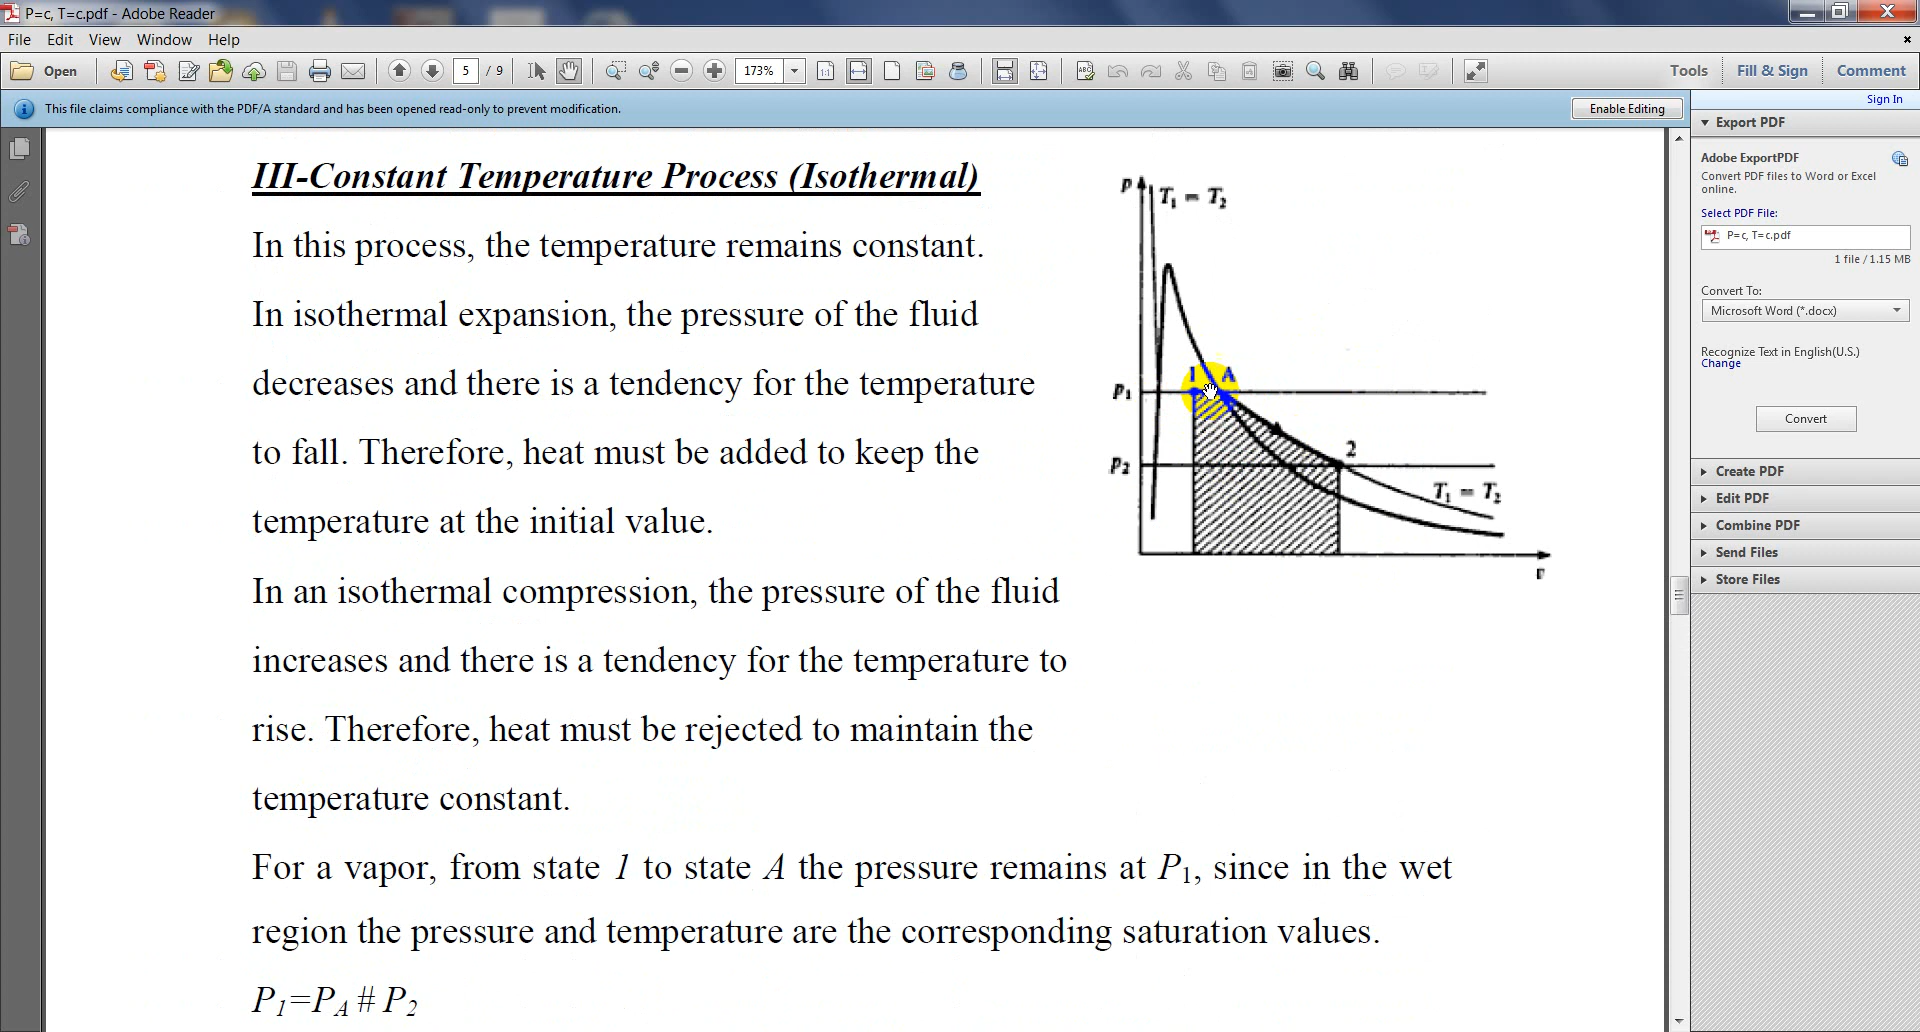 P=c, T=c.pdf - Adobe Reader
File Edit View Window Help
Open 5 / 9 173% Tools Fill & Sign Comment
This file claims compliance with the PDF/A standard and has been opened read-only to prevent modification. Enable Editing
Sign In
Export PDF
Adobe ExportPDF
Convert PDF files to Word or Excel
online.
Select PDF File:
P=c, T=c.pdf
1 file / 1.15 MB
Convert To:
Microsoft Word (*.docx)
Recognize Text in English(U.S.)
Change
Convert
Create PDF
Edit PDF
Combine PDF
Send Files
Store Files
III-Constant Temperature Process (Isothermal)
In this process, the temperature remains constant.
In isothermal expansion, the pressure of the fluid
decreases and there is a tendency for the temperature
to fall. Therefore, heat must be added to keep the
temperature at the initial value.
In an isothermal compression, the pressure of the fluid
increases and there is a tendency for the temperature to
rise. Therefore, heat must be rejected to maintain the
temperature constant.
For a vapor, from state 1 to state A the pressure remains at P1, since in the wet
region the pressure and temperature are the corresponding saturation values.
P1=PA # P2
p
T1 = T2
1 A
p1
2
p2
T1 = T2
v